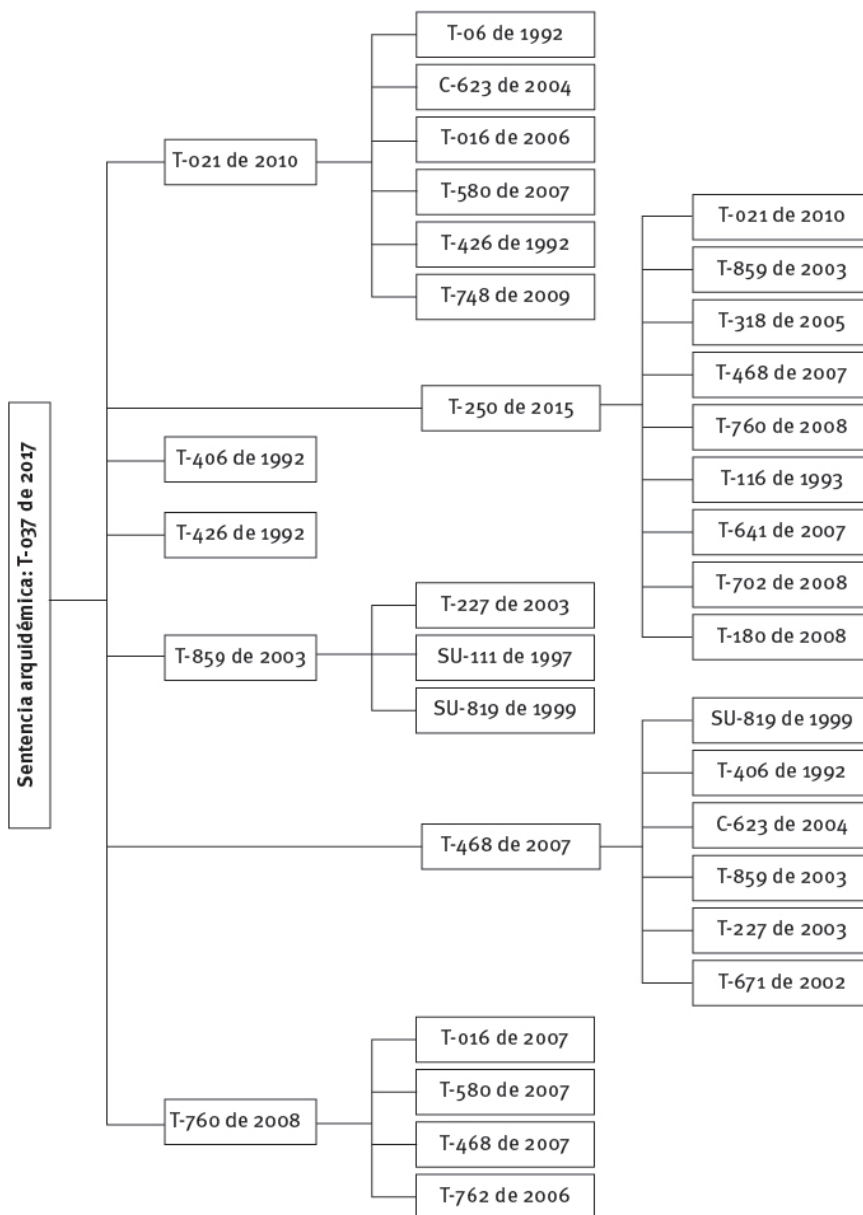 Sentencia arquidémica: T-037 de 2017
T-021 de 2010
T-06 de 1992
C-623 de 2004
T-016 de 2006
T-580 de 2007
T-426 de 1992
T-748 de 2009
T-250 de 2015
T-021 de 2010
T-859 de 2003
T-318 de 2005
T-468 de 2007
T-760 de 2008
T-116 de 1993
T-641 de 2007
T-702 de 2008
T-180 de 2008
T-406 de 1992
T-426 de 1992
T-859 de 2003
T-227 de 2003
SU-111 de 1997
SU-819 de 1999
T-468 de 2007
SU-819 de 1999
T-406 de 1992
C-623 de 2004
T-859 de 2003
T-227 de 2003
T-671 de 2002
T-760 de 2008
T-016 de 2007
T-580 de 2007
T-468 de 2007
T-762 de 2006